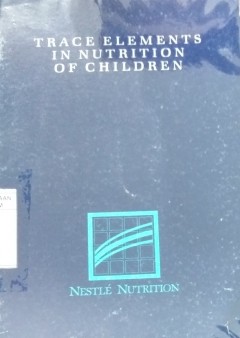 TRACE ELEMENTS
IN NUTRITION
OF CHILDREN
NESTLÉ NUTRITION